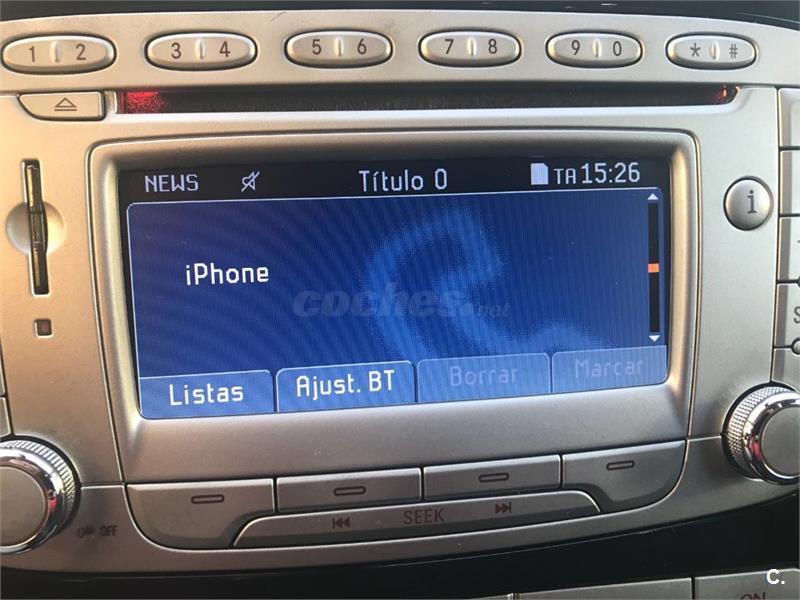 1 2 3 4 5 6 7 8 9 0 * #
NEWS Título 0 TA 15:26
i
iPhone
coches.net
Listas Ajust. BT Borrar Marcar
SEEK
ON OFF
ON
C.